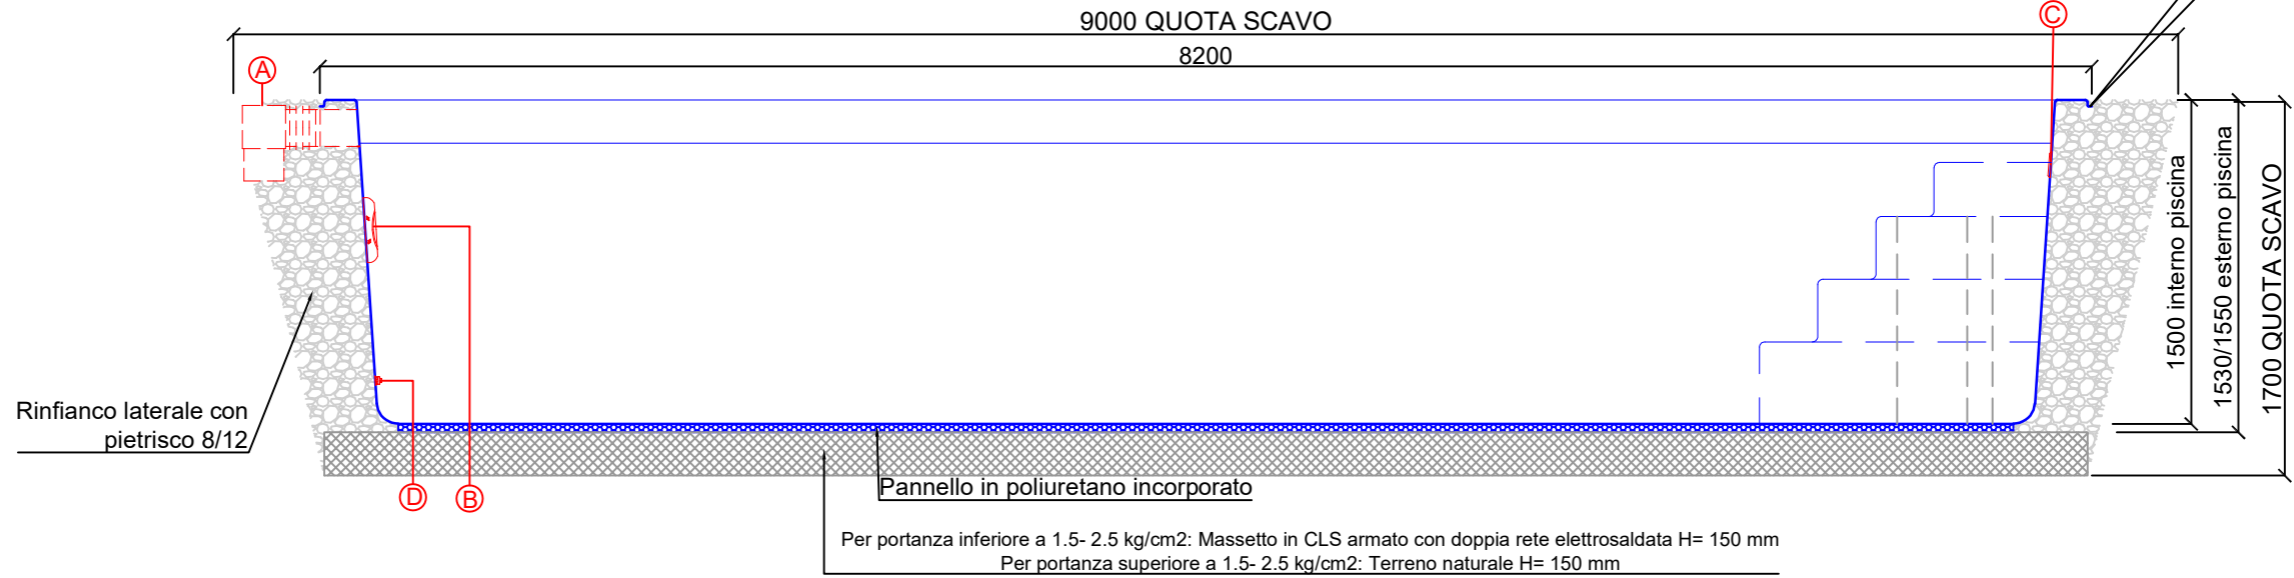 9000 QUOTA SCAVO
C
8200
A
1500 interno piscina
1530/1550 esterno piscina
1700 QUOTA SCAVO
Rinfianco laterale con
pietrisco 8/12
D
B
Pannello in poliuretano incorporato
Per portanza inferiore a 1.5- 2.5 kg/cm2: Massetto in CLS armato con doppia rete elettrosaldata H= 150 mm
Per portanza superiore a 1.5- 2.5 kg/cm2: Terreno naturale H= 150 mm